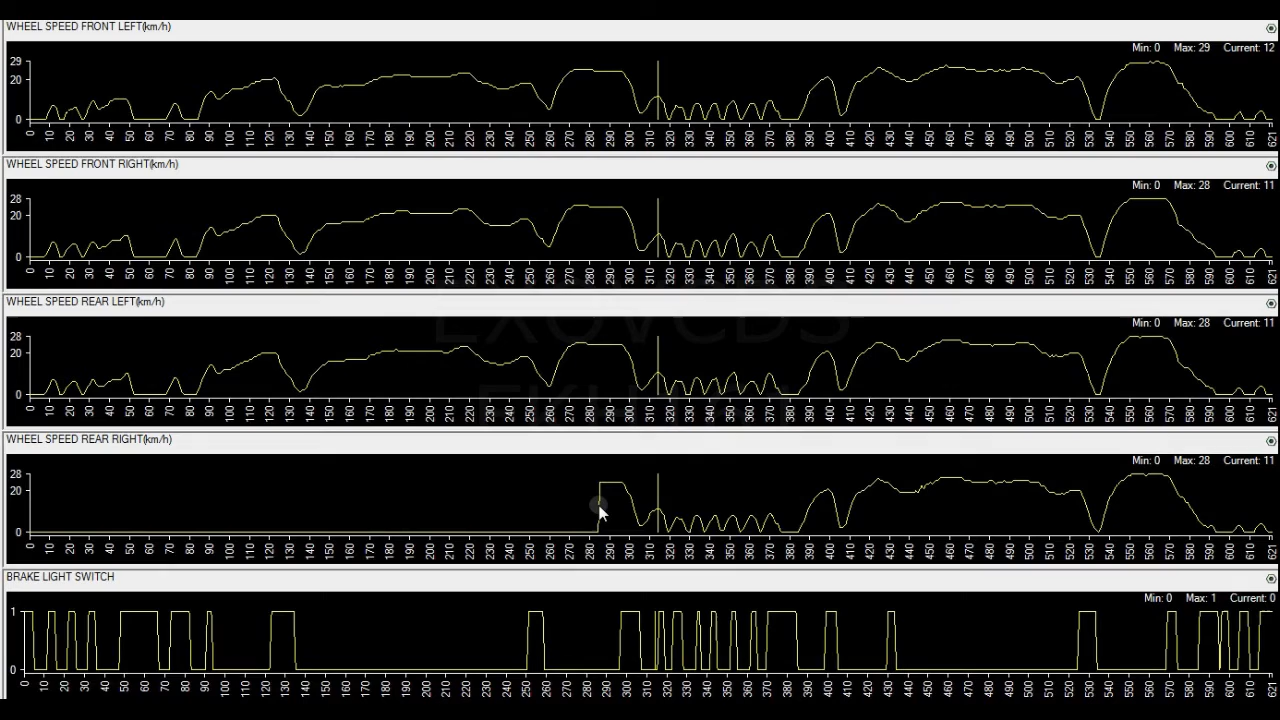 WHEEL SPEED FRONT LEFT(km/h)
Min: 0 Max: 29 Current: 12
29
20
0
0 10 20 30 40 50 60 70 80 90 100 110 120 130 140 150 160 170 180 190 200 210 220 230 240 250 260 270 280 290 300 310 320 330 340 350 360 370 380 390 400 410 420 430 440 450 460 470 480 490 500 510 520 530 540 550 560 570 580 590 600 610 621
WHEEL SPEED FRONT RIGHT(km/h)
Min: 0 Max: 28 Current: 11
28
20
0
0 10 20 30 40 50 60 70 80 90 100 110 120 130 140 150 160 170 180 190 200 210 220 230 240 250 260 270 280 290 300 310 320 330 340 350 360 370 380 390 400 410 420 430 440 450 460 470 480 490 500 510 520 530 540 550 560 570 580 590 600 610 621
WHEEL SPEED REAR LEFT(km/h)
Min: 0 Max: 28 Current: 11
28
20
0
0 10 20 30 40 50 60 70 80 90 100 110 120 130 140 150 160 170 180 190 200 210 220 230 240 250 260 270 280 290 300 310 320 330 340 350 360 370 380 390 400 410 420 430 440 450 460 470 480 490 500 510 520 530 540 550 560 570 580 590 600 610 621
WHEEL SPEED REAR RIGHT(km/h)
Min: 0 Max: 28 Current: 11
28
20
0
0 10 20 30 40 50 60 70 80 90 100 110 120 130 140 150 160 170 180 190 200 210 220 230 240 250 260 270 280 290 300 310 320 330 340 350 360 370 380 390 400 410 420 430 440 450 460 470 480 490 500 510 520 530 540 550 560 570 580 590 600 610 621
BRAKE LIGHT SWITCH
Min: 0 Max: 1 Current: 0
1
0
0 10 20 30 40 50 60 70 80 90 100 110 120 130 140 150 160 170 180 190 200 210 220 230 240 250 260 270 280 290 300 310 320 330 340 350 360 370 380 390 400 410 420 430 440 450 460 470 480 490 500 510 520 530 540 550 560 570 580 590 600 610 621